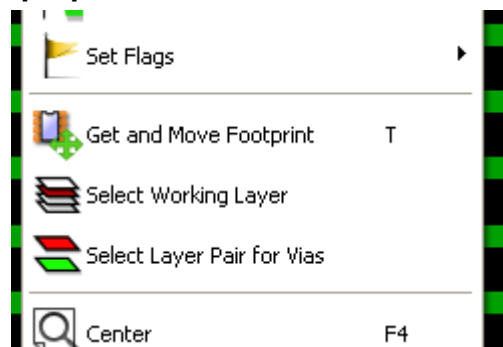 Set Flags
Get and Move Footprint T
Select Working Layer
Select Layer Pair for Vias
Center F4